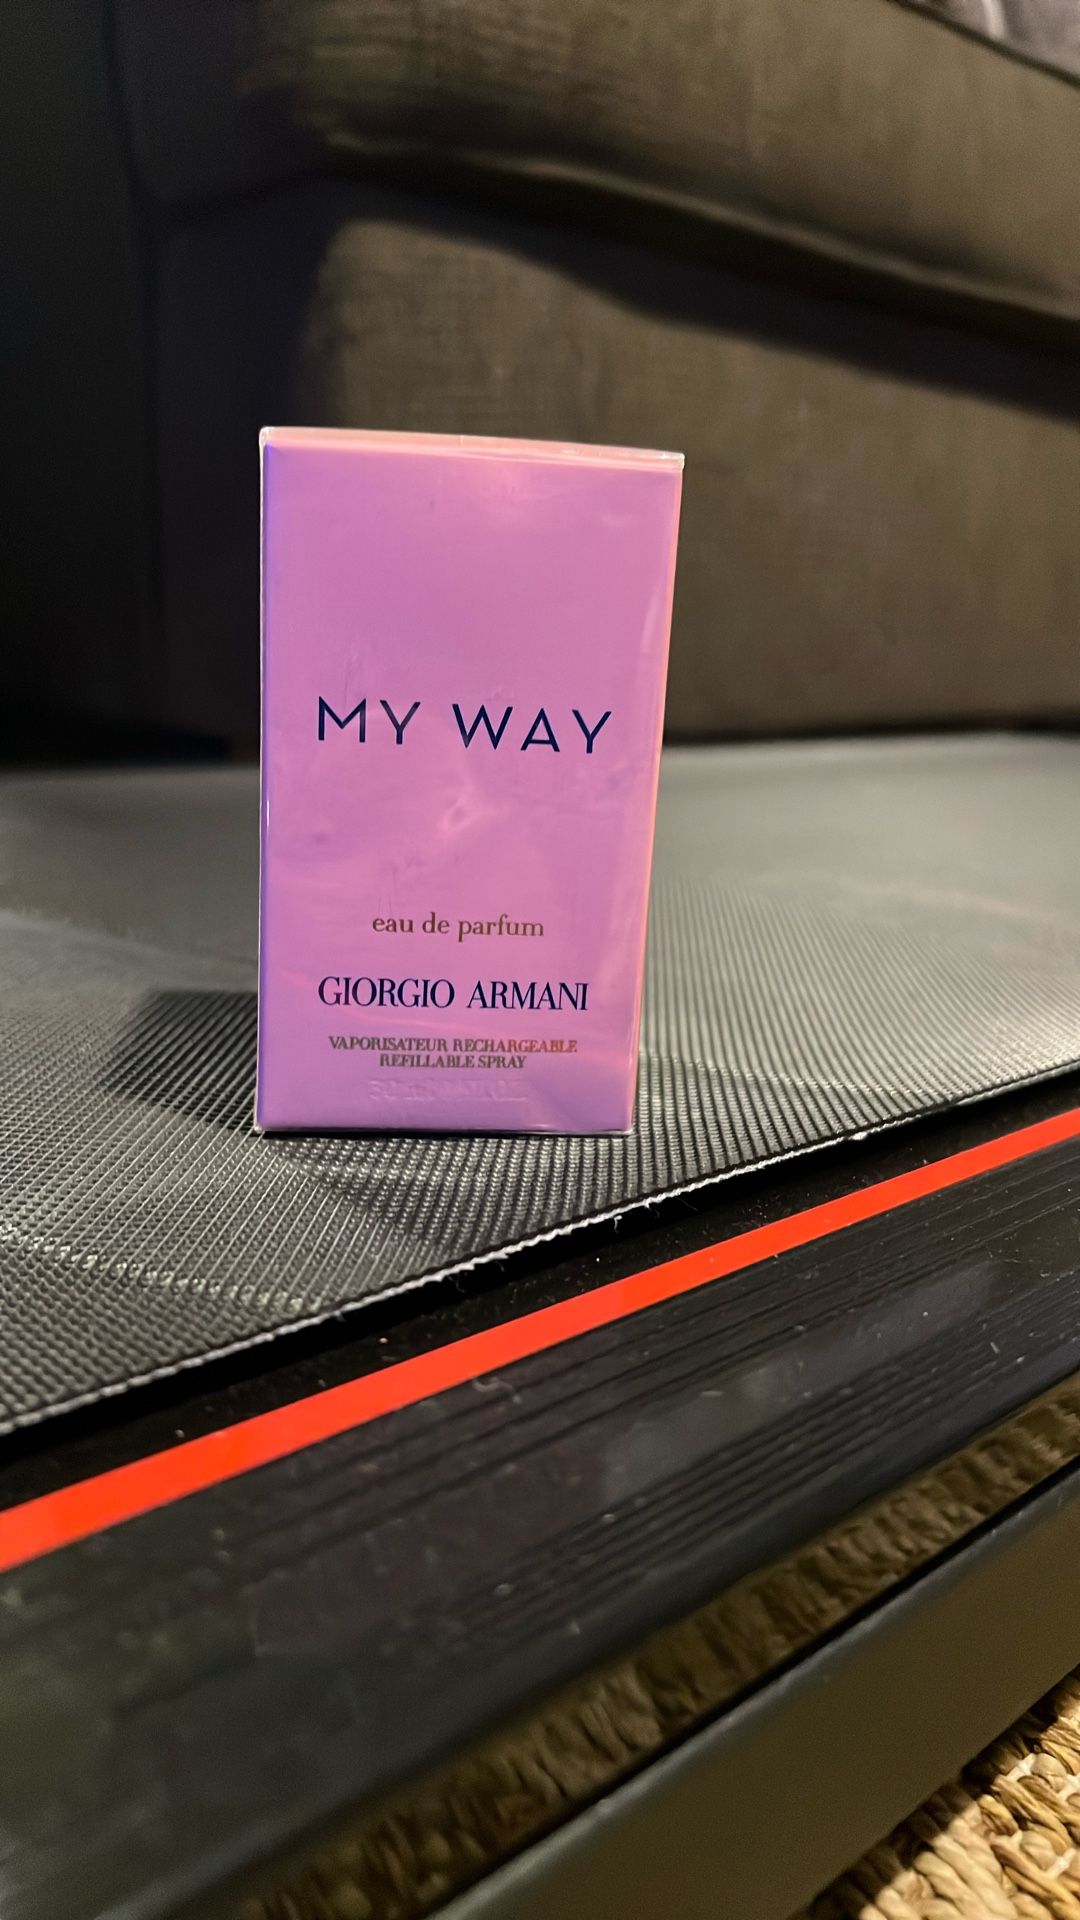 MY WAY
eau de parfum
GIORGIO ARMANI
VAPORISATEUR RECHARGEABLE
REFILLABLE SPRAY